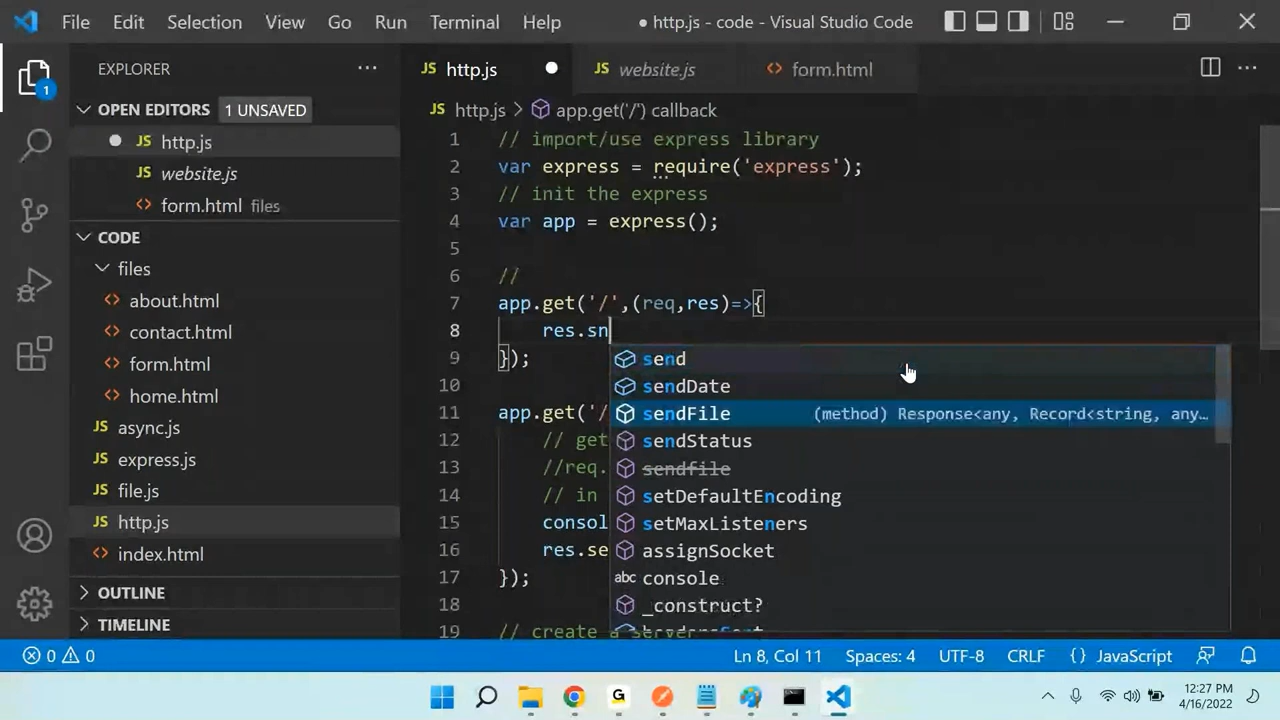 File Edit Selection View Go Run Terminal Help ● http.js - code - Visual Studio Code
EXPLORER ···
OPEN EDITORS 1 UNSAVED
JS http.js
JS website.js
<> form.html files
CODE
files
<> about.html
<> contact.html
<> form.html
<> home.html
JS async.js
JS express.js
JS file.js
JS http.js
<> index.html
OUTLINE
TIMELINE
1
JS http.js ● JS website.js <> form.html
JS http.js > app.get('/') callback
1 // import/use express library
2 var express = require('express');
3 // init the express
4 var app = express();
5
6 //
7 app.get('/',(req,res)=>{
8 res.sn
9 });
10
11 app.get('/
12 // get
13 //req.
14 // in
15 consol
16 res.se
17 });
18
19 // create a server
send
sendDate
sendFile (method) Response<any, Record<string, any…
sendStatus
sendfile
setDefaultEncoding
setMaxListeners
assignSocket
abc console
_construct?
headersSent
0 0 Ln 8, Col 11 Spaces: 4 UTF-8 CRLF {} JavaScript
G 12:27 PM
4/16/2022